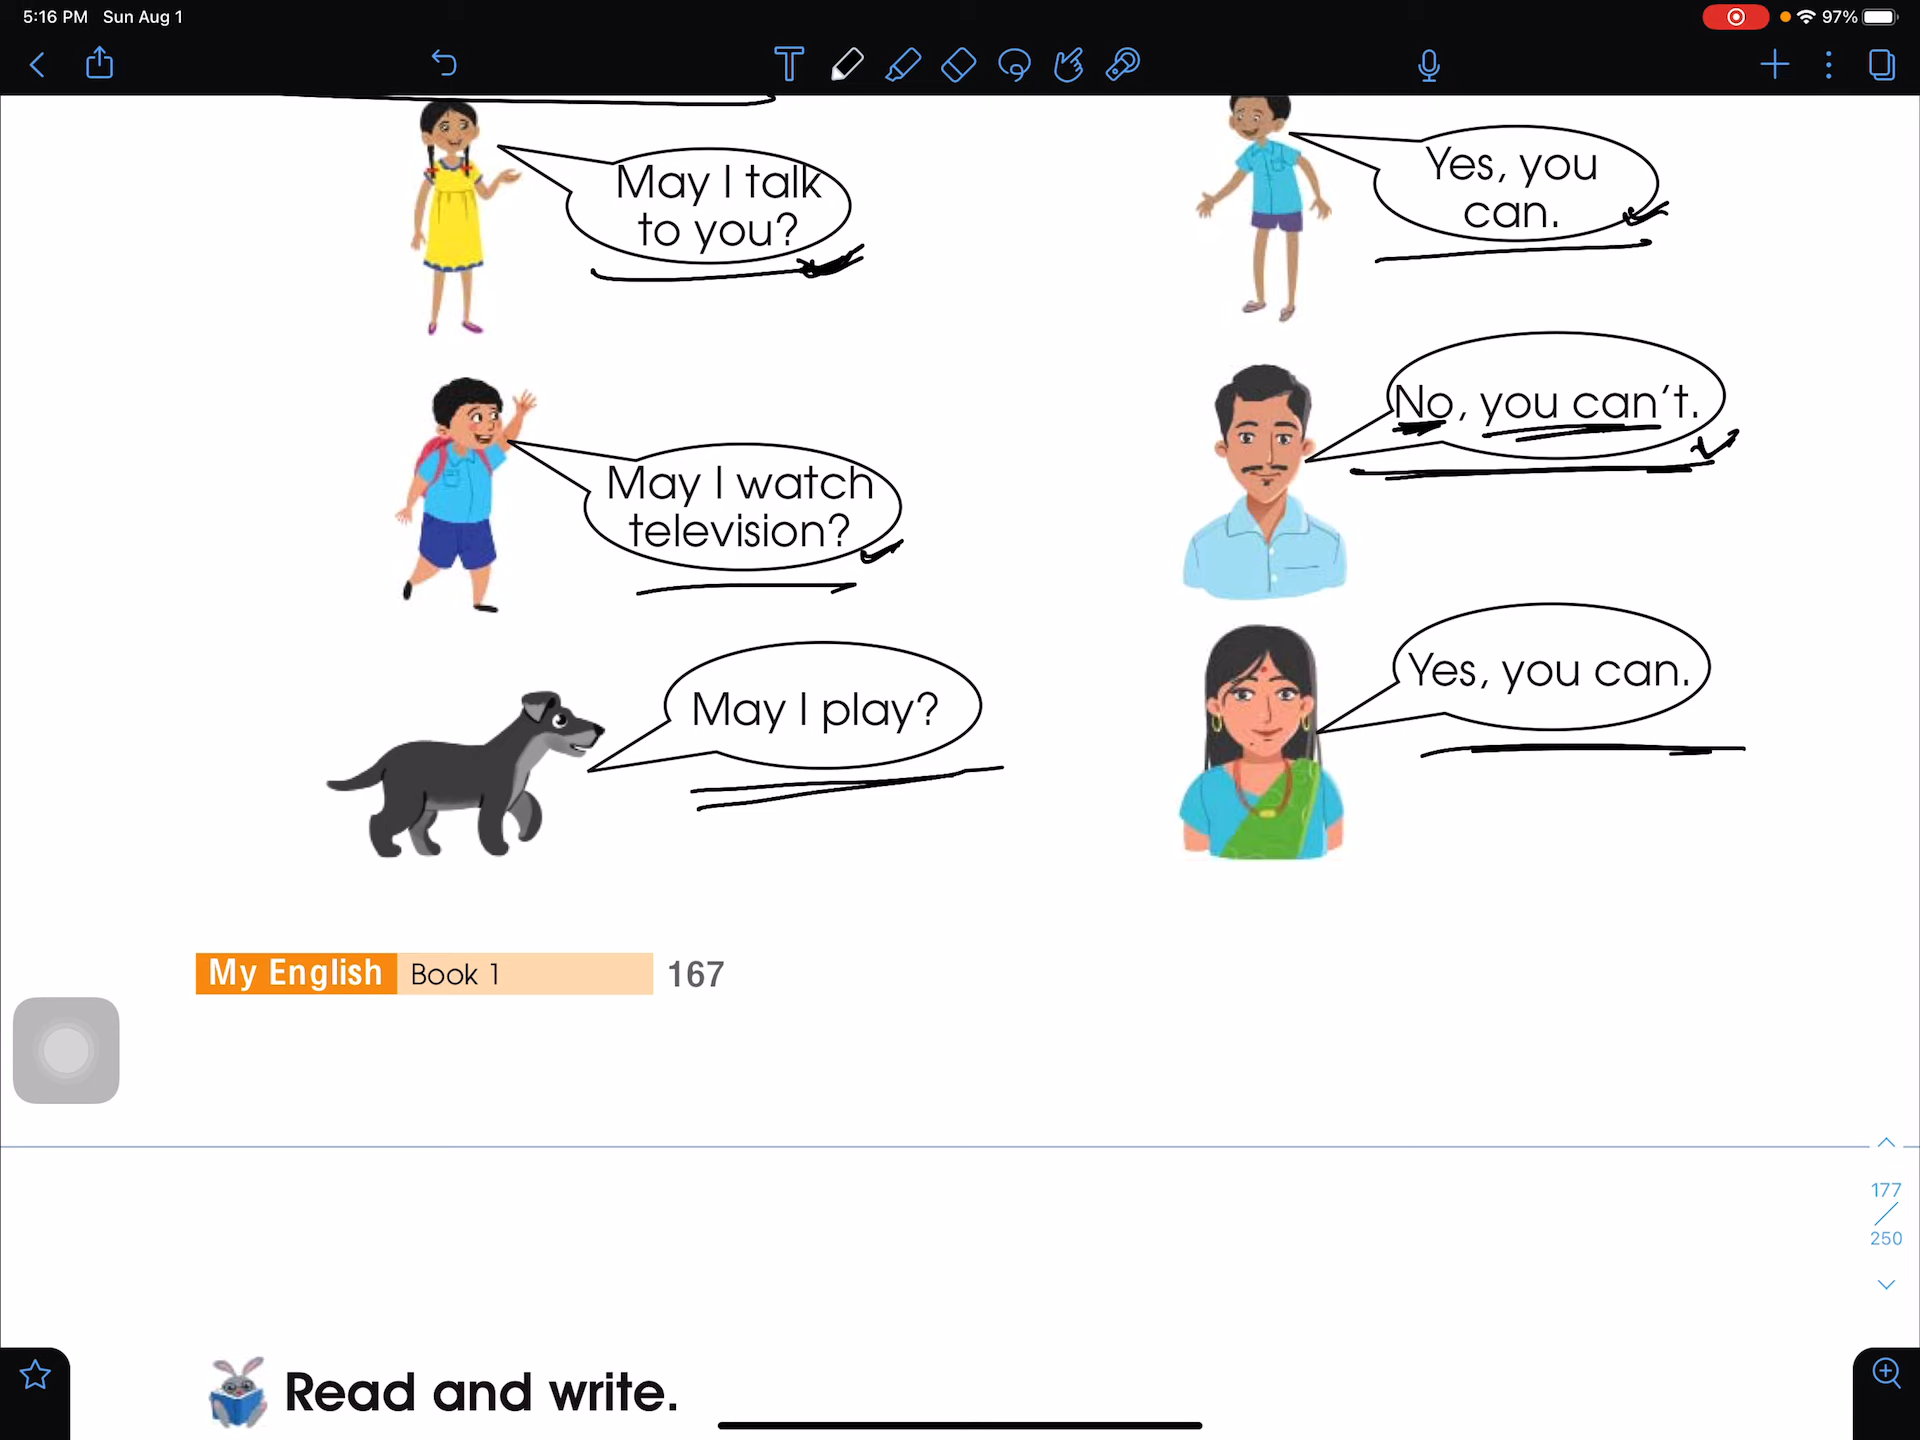 5:16 PM Sun Aug 1
97%
May I talk
to you?
Yes, you
can.
No, you can't.
May I watch
television?
Yes, you can.
May I play?
My English Book 1 167
177
250
Read and write.